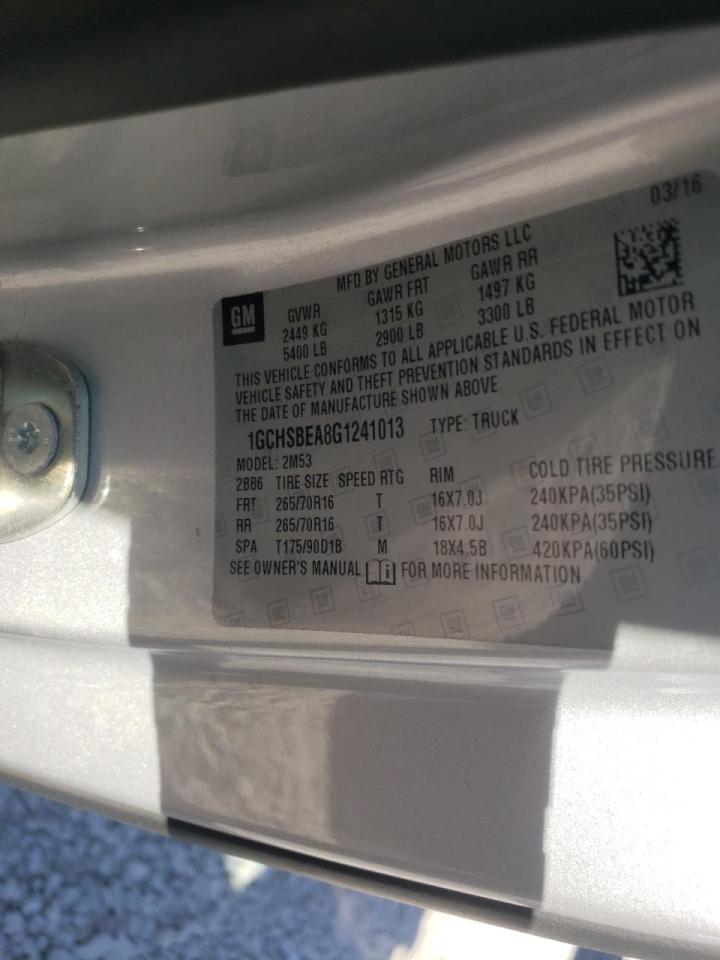 03/16
MFD BY GENERAL MOTORS LLC
GM
GVWR GAWR FRT GAWR RR
2449 KG 1315 KG 1497 KG
5400 LB 2900 LB 3300 LB
THIS VEHICLE CONFORMS TO ALL APPLICABLE U.S. FEDERAL MOTOR
VEHICLE SAFETY AND THEFT PREVENTION STANDARDS IN EFFECT ON
THE DATE OF MANUFACTURE SHOWN ABOVE.
1GCHSBEA8G1241013 TYPE: TRUCK
MODEL: 2M53
2BB6 TIRE SIZE SPEED RTG RIM COLD TIRE PRESSURE
FRT 265/70R16 T 16X7.0J 240KPA(35PSI)
RR 265/70R16 T 16X7.0J 240KPA(35PSI)
SPA T175/90D18 M 18X4.5B 420KPA(60PSI)
SEE OWNER'S MANUAL FOR MORE INFORMATION